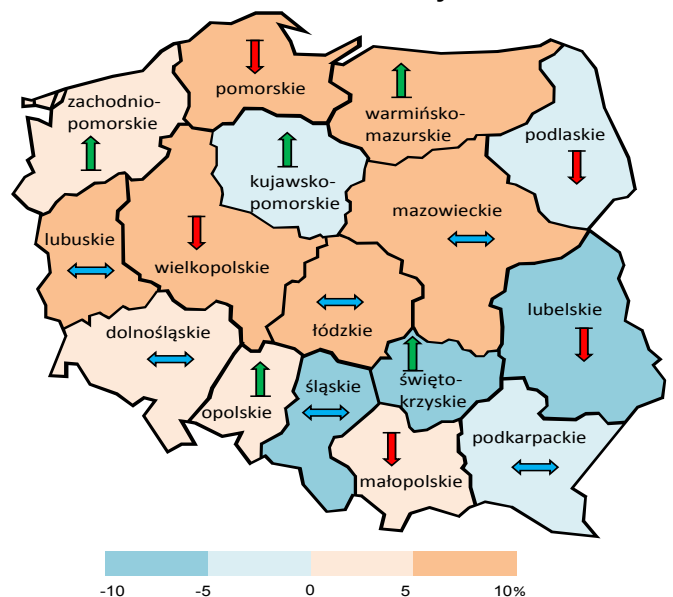 pomorskie
zachodnio-
pomorskie
warmińsko-
mazurskie
podlaskie
kujawsko-
pomorskie
mazowieckie
lubuskie
wielkopolskie
łódzkie
lubelskie
dolnośląskie
śląskie
święto-
krzyskie
opolskie
podkarpackie
małopolskie
-10 -5 0 5 10%